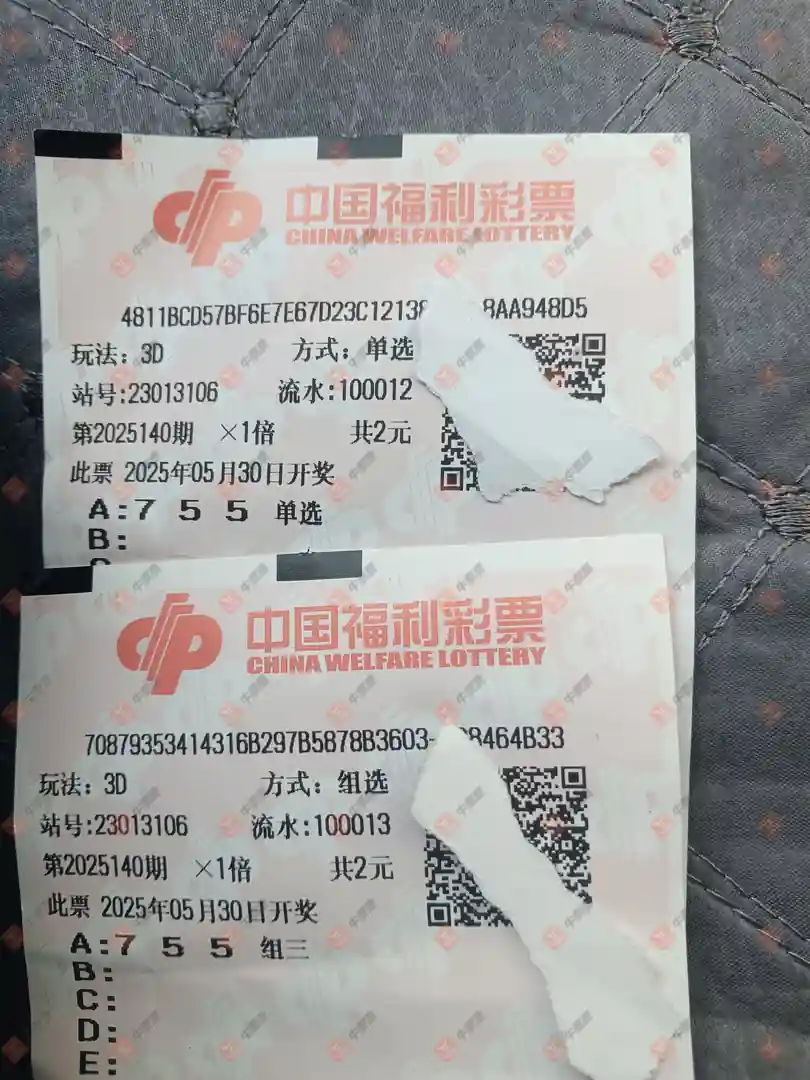 中国福利彩票
CHINA WELFARE LOTTERY
4811BCD57BF6E7E67D23C12138 8AA948D5
玩法：3D 方式：单选
站号:23013106 流水:100012
第2025140期 ×1倍 共2元
此票 2025年05月30日开奖
A:7 5 5 单选
B:
中国福利彩票
CHINA WELFARE LOTTERY
70879353414316B297B5878B3603- B464B33
玩法：3D 方式：组选
站号:23013106 流水:100013
第2025140期 ×1倍 共2元
此票 2025年05月30日开奖
A:7 5 5 组三
B:
C:
D:
E: